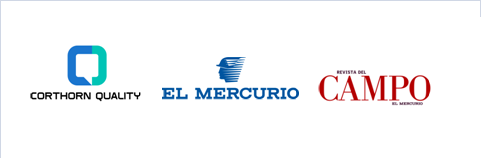 CORTHORN QUALITY
EL MERCURIO
REVISTA DEL
CAMPO
EL MERCURIO